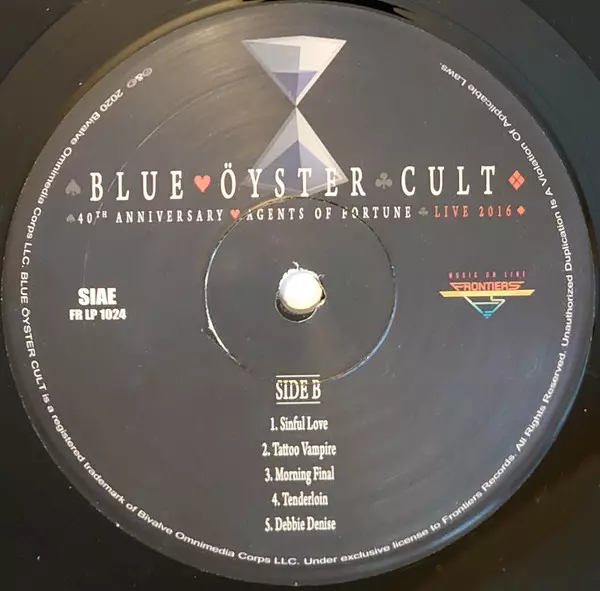 BLUE ♥ ÖYSTER ♣ CULT
40TH ANNIVERSARY ♥ AGENTS OF FORTUNE ♣ LIVE 2016
SIAE
FR LP 1024
MUSIC ON LINE
FRONTIERS
SIDE B
1. Sinful Love
2. Tattoo Vampire
3. Morning Final
4. Tenderloin
5. Debbie Denise
℗&© 2020 Bivalve Omnimedia Corps LLC. BLUE ÖYSTER CULT is a registered trademark of Bivalve Omnimedia Corps LLC. Under exclusive license to Frontiers Records. All Rights Reserved. Unauthorized Duplication Is A Violation Of Applicable Laws.